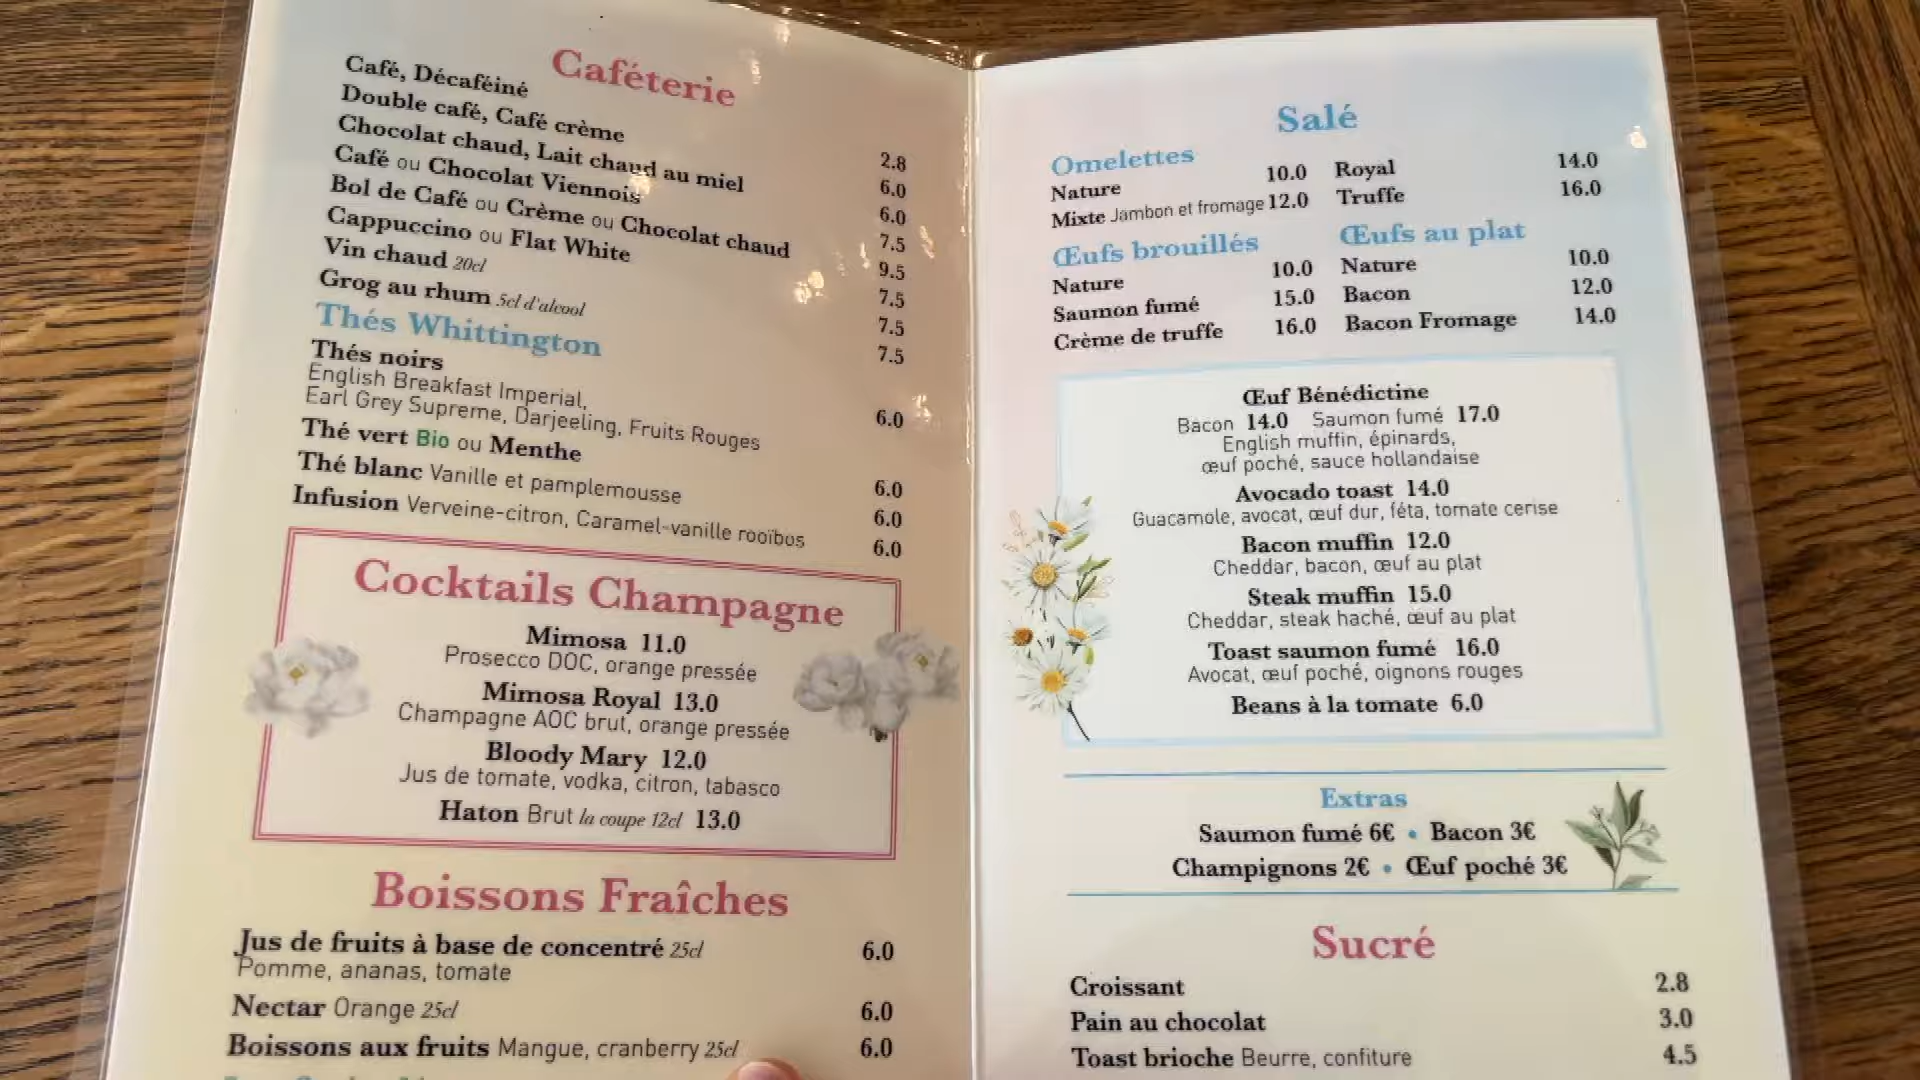 Caféterie
Café, Décaféiné 2.8
Double café, Café crème 6.0
Chocolat chaud, Lait chaud au miel 6.0
Café ou Chocolat Viennois 7.5
Bol de Café ou Crème ou Chocolat chaud 9.5
Cappuccino ou Flat White 7.5
Vin chaud 20cl 7.5
Grog au rhum 5cl d'alcool 7.5
Thés Whittington
Thés noirs
English Breakfast Imperial,
Earl Grey Supreme, Darjeeling, Fruits Rouges 6.0
Thé vert Bio ou Menthe 6.0
Thé blanc Vanille et pamplemousse 6.0
Infusion Verveine-citron, Caramel-vanille rooïbos 6.0
Cocktails Champagne
Mimosa 11.0
Prosecco DOC, orange pressée
Mimosa Royal 13.0
Champagne AOC brut, orange pressée
Bloody Mary 12.0
Jus de tomate, vodka, citron, tabasco
Haton Brut la coupe 12cl 13.0
Boissons Fraîches
Jus de fruits à base de concentré 25cl 6.0
Pomme, ananas, tomate
Nectar Orange 25cl 6.0
Boissons aux fruits Mangue, cranberry 25cl 6.0
Salé
Omelettes
Nature 10.0 Royal 14.0
Mixte Jambon et fromage 12.0 Truffe 16.0
Œufs brouillés Œufs au plat
Nature 10.0 Nature 10.0
Saumon fumé 15.0 Bacon 12.0
Crème de truffe 16.0 Bacon Fromage 14.0
Œuf Bénédictine
Bacon 14.0 Saumon fumé 17.0
English muffin, épinards,
œuf poché, sauce hollandaise
Avocado toast 14.0
Guacamole, avocat, œuf dur, féta, tomate cerise
Bacon muffin 12.0
Cheddar, bacon, œuf au plat
Steak muffin 15.0
Cheddar, steak haché, œuf au plat
Toast saumon fumé 16.0
Avocat, œuf poché, oignons rouges
Beans à la tomate 6.0
Extras
Saumon fumé 6€ • Bacon 3€
Champignons 2€ • Œuf poché 3€
Sucré
Croissant 2.8
Pain au chocolat 3.0
Toast brioche Beurre, confiture 4.5